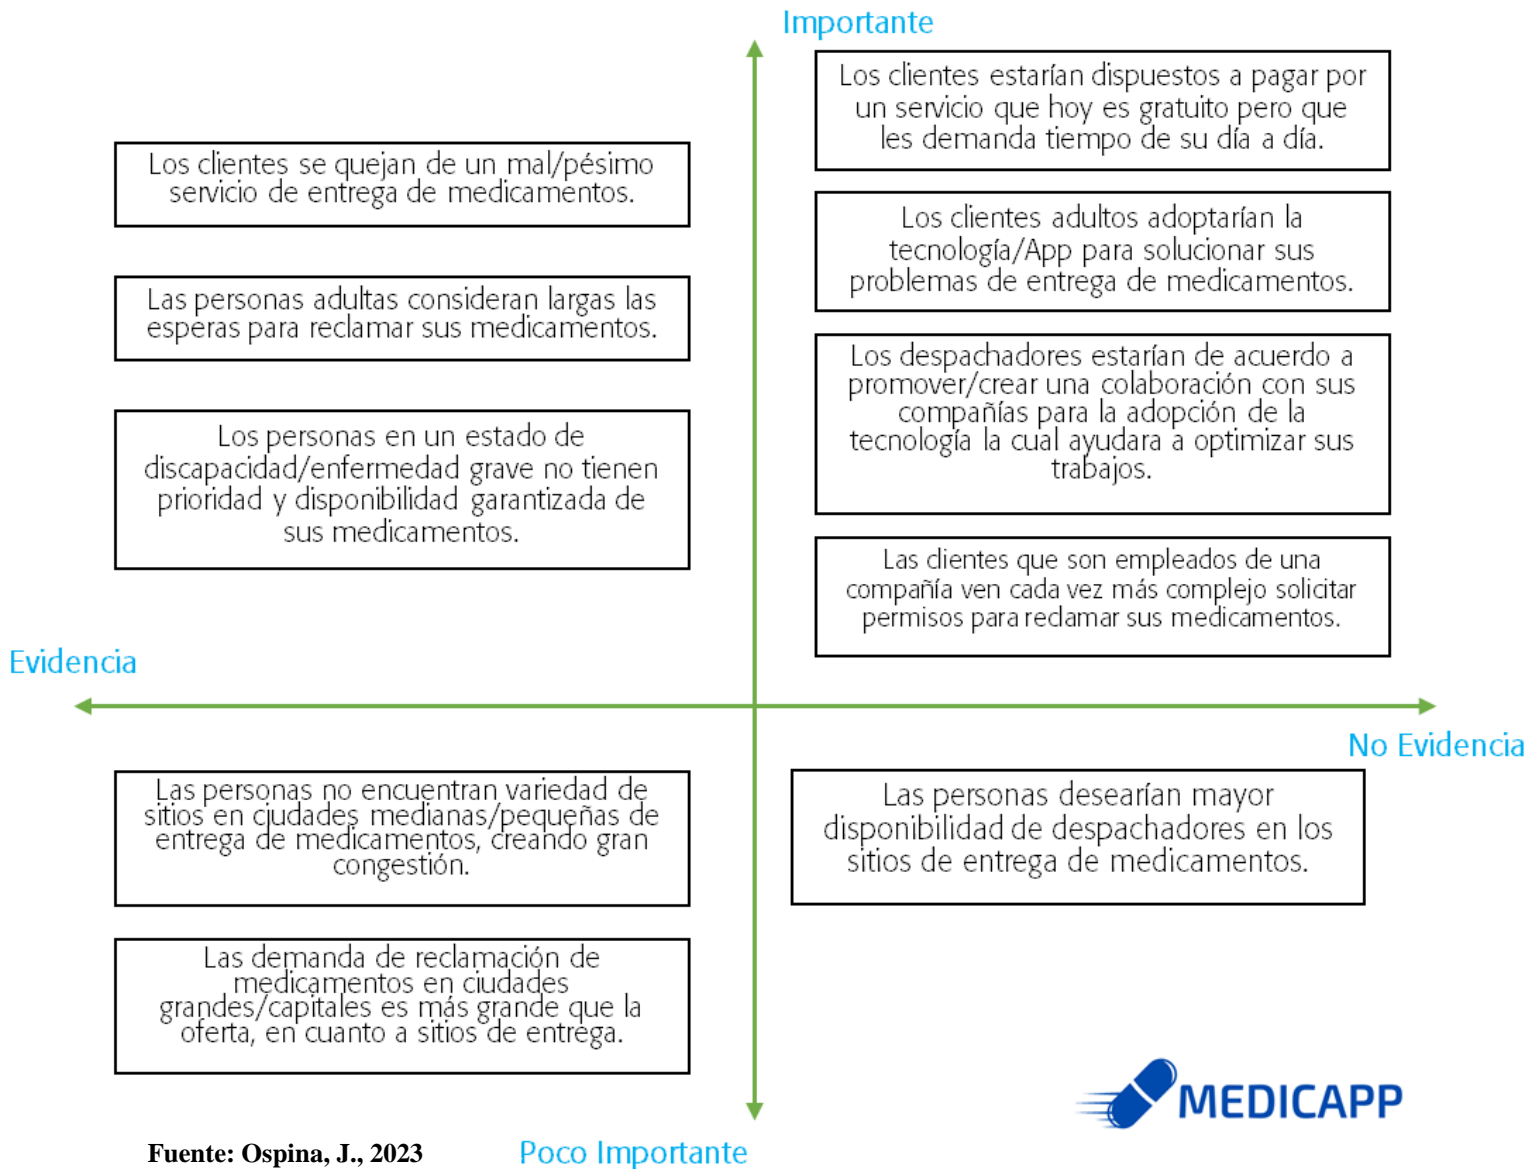 Importante
Los clientes estarían dispuestos a pagar por
un servicio que hoy es gratuito pero que
les demanda tiempo de su día a día.
Los clientes se quejan de un mal/pésimo
servicio de entrega de medicamentos.
Los clientes adultos adoptarían la
tecnología/App para solucionar sus
problemas de entrega de medicamentos.
Las personas adultas consideran largas las
esperas para reclamar sus medicamentos.
Los despachadores estarían de acuerdo a
promover/crear una colaboración con sus
compañías para la adopción de la
tecnología la cual ayudara a optimizar sus
trabajos.
Los personas en un estado de
discapacidad/enfermedad grave no tienen
prioridad y disponibilidad garantizada de
sus medicamentos.
Las clientes que son empleados de una
compañía ven cada vez más complejo solicitar
permisos para reclamar sus medicamentos.
Evidencia
No Evidencia
Las personas no encuentran variedad de
sitios en ciudades medianas/pequeñas de
entrega de medicamentos, creando gran
congestión.
Las personas desearían mayor
disponibilidad de despachadores en los
sitios de entrega de medicamentos.
Las demanda de reclamación de
medicamentos en ciudades
grandes/capitales es más grande que la
oferta, en cuanto a sitios de entrega.
MEDICAPP
Fuente: Ospina, J., 2023
Poco Importante